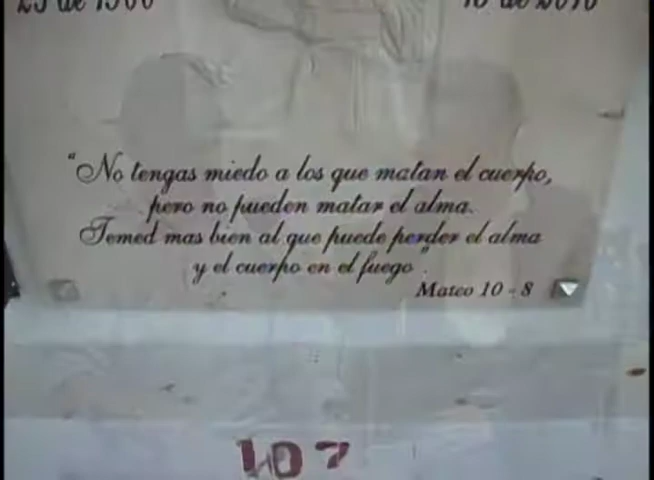 "No tengas miedo a los que matan el cuerpo,
pero no pueden matar el alma.
Temed mas bien al que puede perder el alma
y el cuerpo en el fuego".
Mateo 10 - 8
107